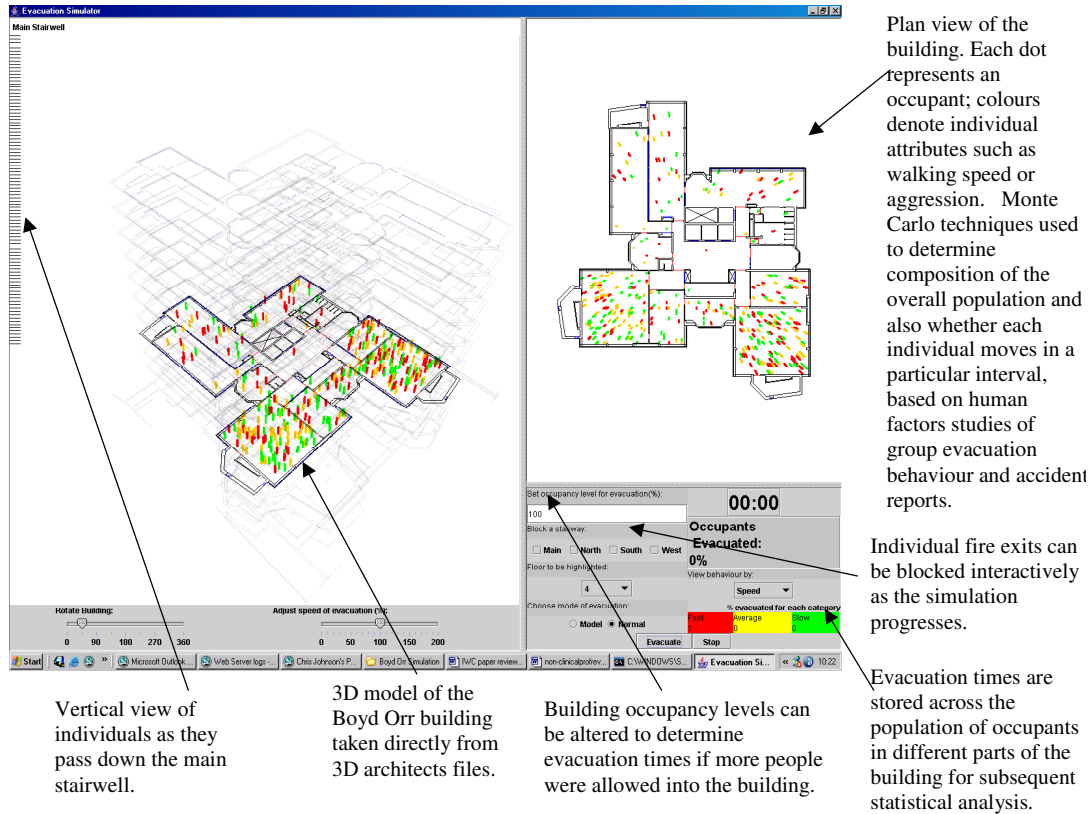 Evacuation Simulator
Main Stairwell
Plan view of the
building. Each dot
represents an
occupant; colours
denote individual
attributes such as
walking speed or
aggression. Monte
Carlo techniques used
to determine
composition of the
overall population and
also whether each
individual moves in a
particular interval,
based on human
factors studies of
group evacuation
behaviour and accident
reports.
Set occupancy level for evacuation(%):
100
Block a stairway:
Main North South West
Floor to be highlighted:
4
Choose mode of evacuation:
Model Normal
Evacuate Stop
00:00
Occupants
Evacuated:
0%
View behaviour by:
Speed
% evacuated for each category
Fast Average Slow
0 0
Rotate Building:
0 90 180 270 360
Adjust speed of evacuation (%):
0 50 100 150 200
Start Microsoft Outlook ... Web Server logs -... Chris Johnson's P... Boyd Orr Simulation IWC paper review... non-clinicalprofrev... C:\WINDOWS\S... Evacuation Si... 10:22
Individual fire exits can
be blocked interactively
as the simulation
progresses.
Evacuation times are
stored across the
population of occupants
in different parts of the
building for subsequent
statistical analysis.
Vertical view of
individuals as they
pass down the main
stairwell.
3D model of the
Boyd Orr building
taken directly from
3D architects files.
Building occupancy levels can
be altered to determine
evacuation times if more people
were allowed into the building.